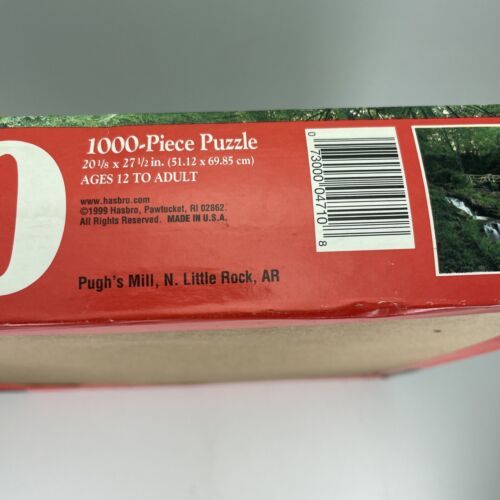 0
1000-Piece Puzzle
20 1/8 x 27 1/2 in. (51.12 x 69.85 cm)
AGES 12 TO ADULT
www.hasbro.com
©1999 Hasbro, Pawtucket, RI 02862.
All Rights Reserved. MADE IN U.S.A.
Pugh's Mill, N. Little Rock, AR
0 73000 04710 8